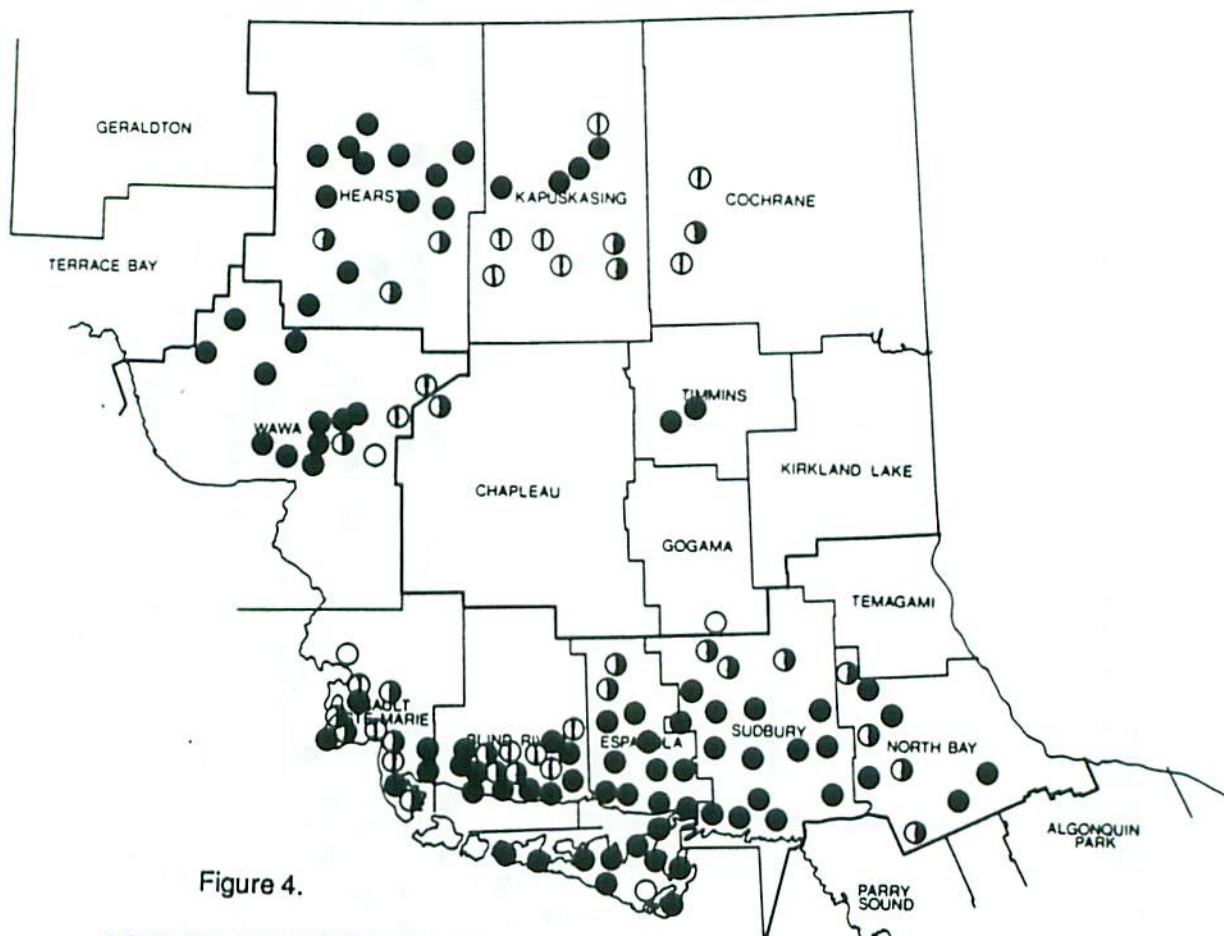 GERALDTON
HEARST
KAPUSKASING
COCHRANE
TERRACE BAY
TIMMINS
WAWA
KIRKLAND LAKE
CHAPLEAU
GOGAMA
TEMAGAMI
SAULT
STE-MARIE
BLIND RIV
ESPANOLA
SUDBURY
NORTH BAY
ALGONQUIN
PARK
PARRY
SOUND
Figure 4.